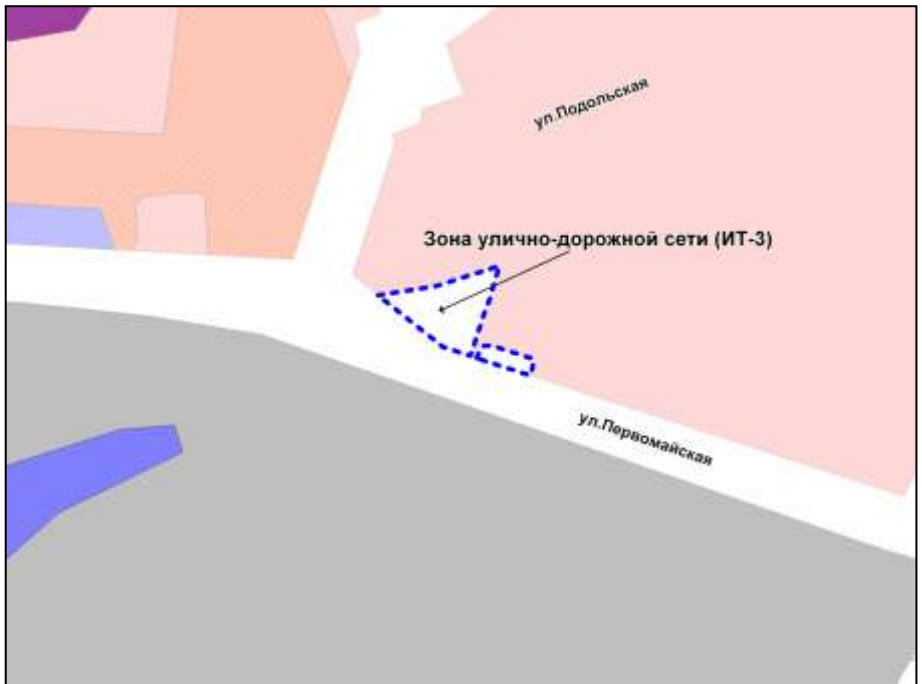 ул.Подольская
Зона улично-дорожной сети (ИТ-3)
ул.Первомайская